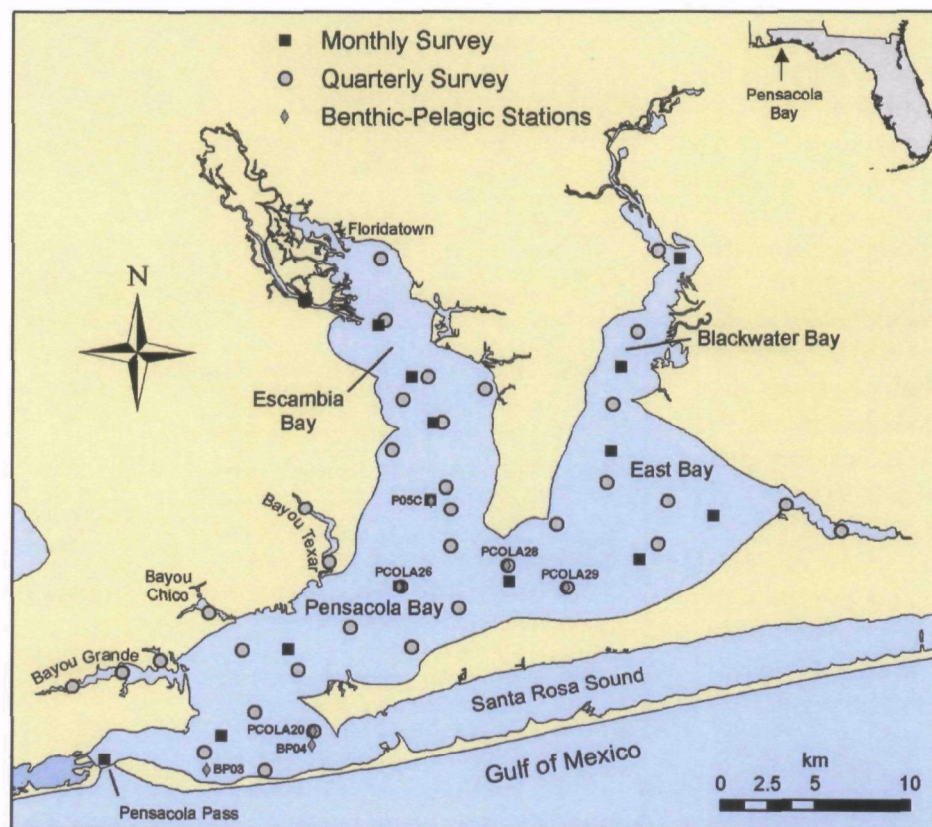 Monthly Survey
Quarterly Survey
Benthic-Pelagic Stations
Pensacola
Bay
Floridatown
N
Blackwater Bay
Escambia
Bay
East Bay
P05C
Bayou Texar
PCOLA28
PCOLA26
PCOLA29
Bayou
Chico
Pensacola Bay
Bayou Grande
Santa Rosa Sound
PCOLA20
BP04
BP03
Gulf of Mexico
km
0 2.5 5 10
Pensacola Pass